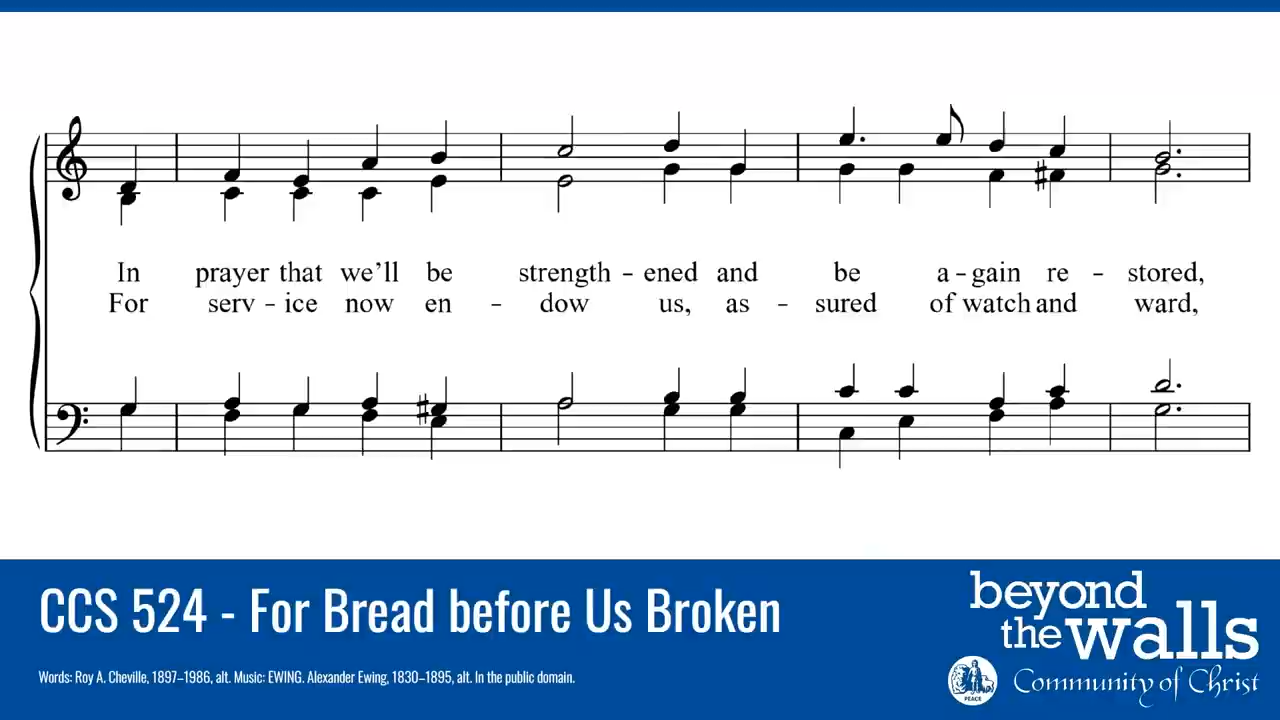 In prayer that we'll be strength – ened and be a – gain re – stored,
For serv – ice now en – dow us, as – sured of watch and ward,
CCS 524 - For Bread before Us Broken
Words: Roy A. Cheville, 1897–1986, alt. Music: EWING. Alexander Ewing, 1830–1895, alt. In the public domain.
beyond
the walls
PEACE
Community of Christ